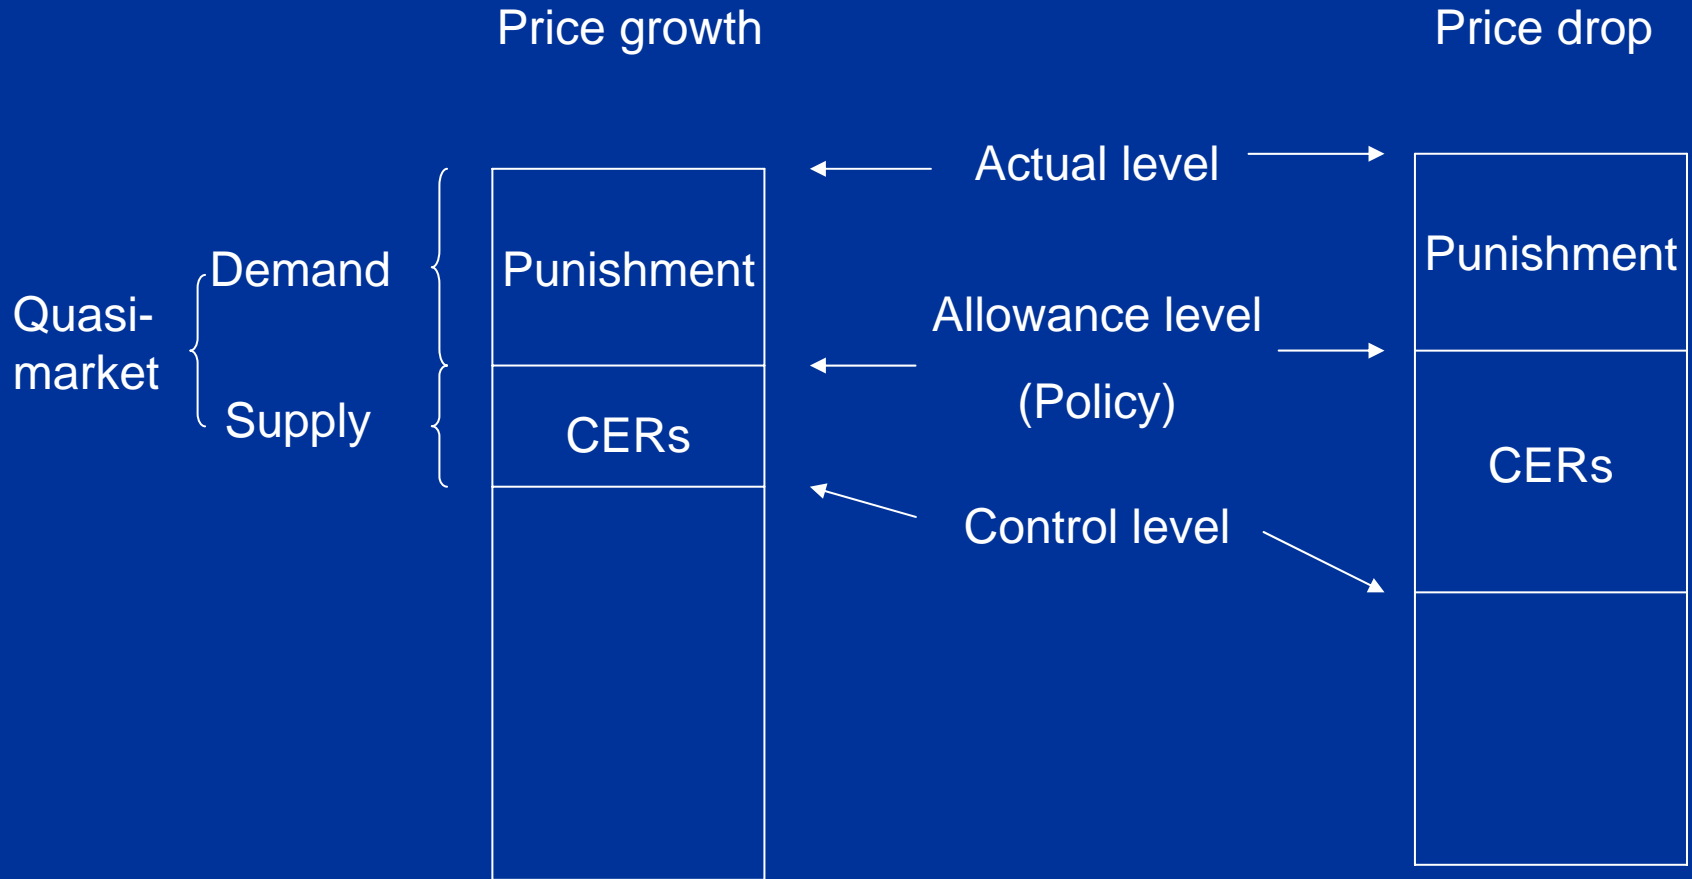 Price growth
Price drop
Actual level
Demand
Punishment
Punishment
Quasi-
market
Allowance level
(Policy)
Supply
CERs
CERs
Control level